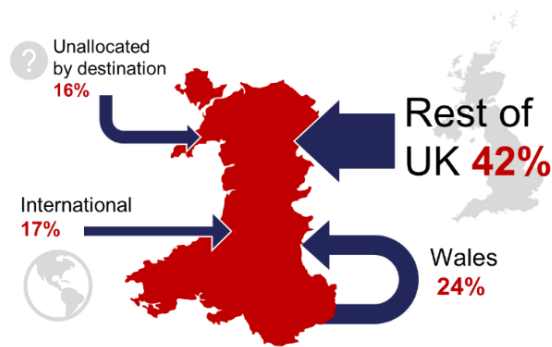 ?
Unallocated
by destination
16%
Rest of
UK 42%
International
17%
Wales
24%